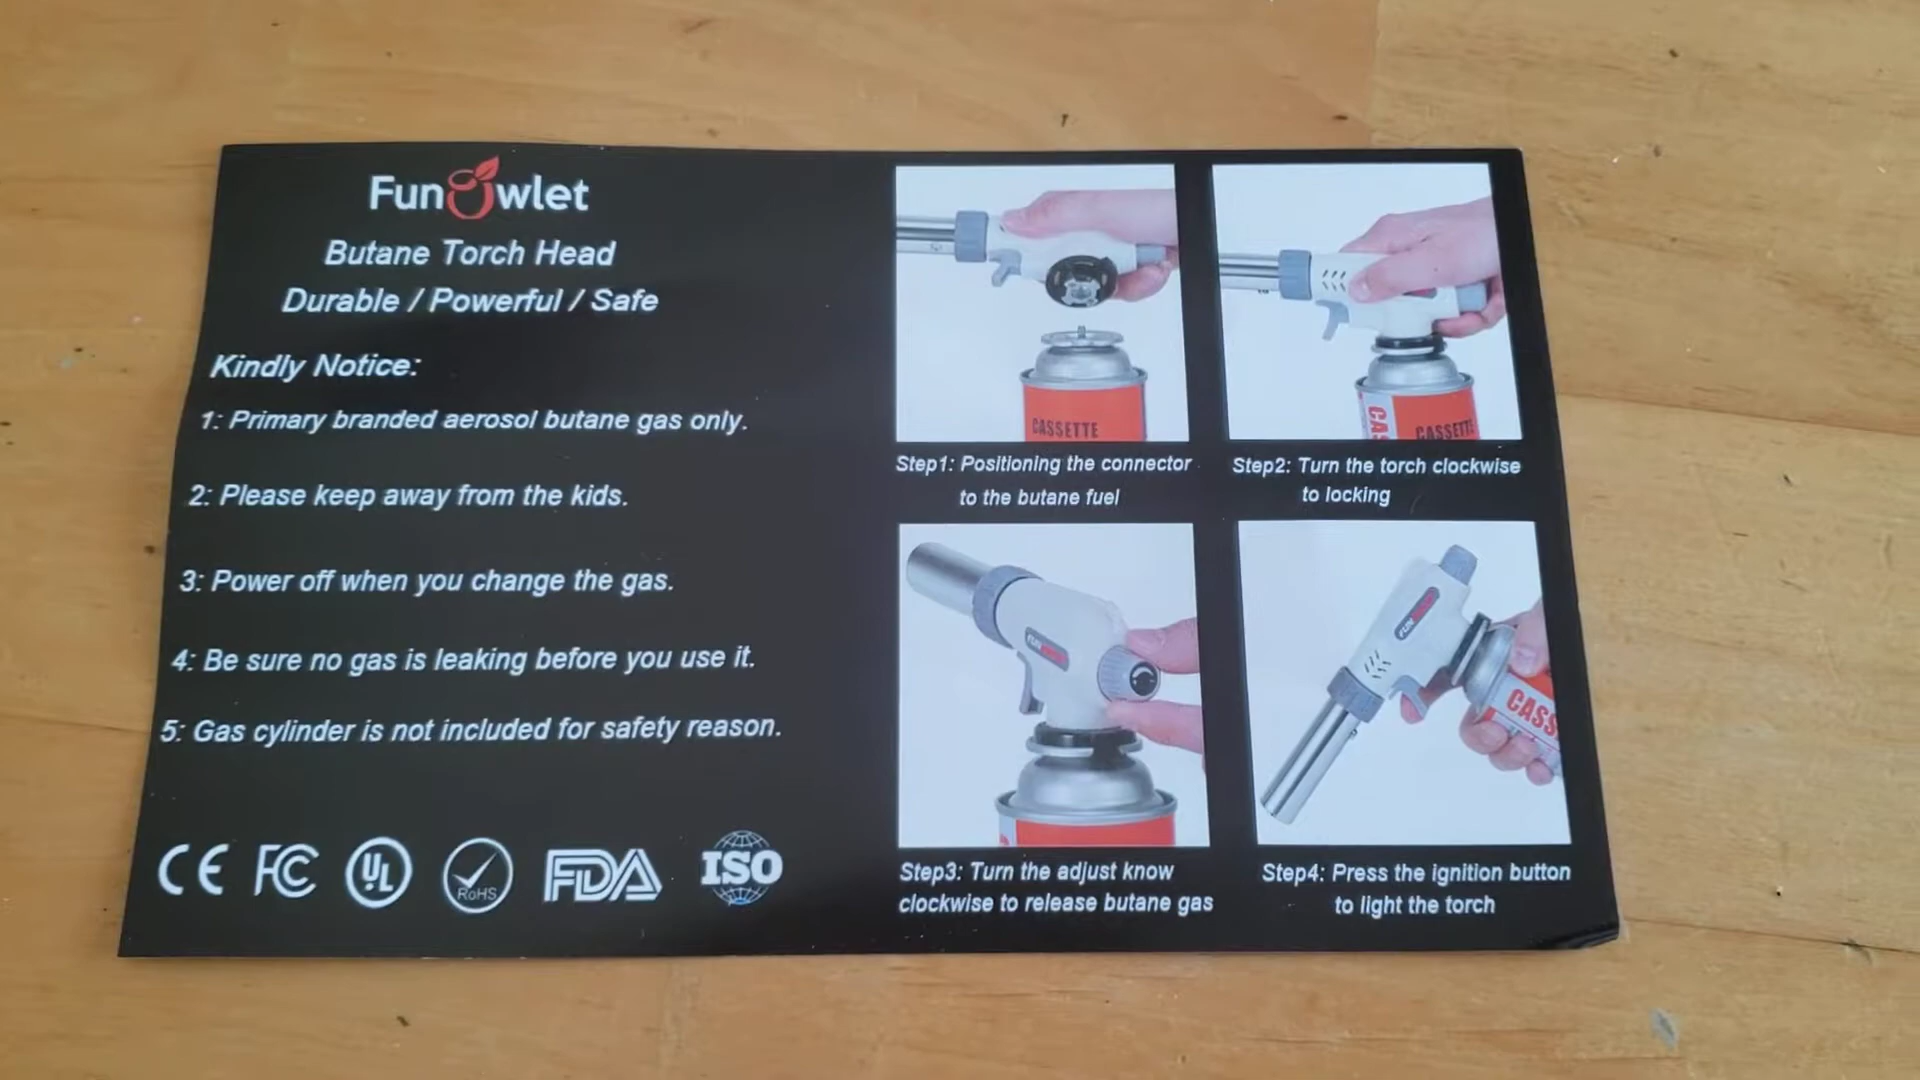 FunOwlet
Butane Torch Head
Durable / Powerful / Safe
Kindly Notice:
1: Primary branded aerosol butane gas only.
2: Please keep away from the kids.
3: Power off when you change the gas.
4: Be sure no gas is leaking before you use it.
5: Gas cylinder is not included for safety reason.
CE FC UL RoHS FDA ISO
CASSETTE
CAS CASSETTE
Step1: Positioning the connector
to the butane fuel
Step2: Turn the torch clockwise
to locking
FUN
FUN
CASS
Step3: Turn the adjust know
clockwise to release butane gas
Step4: Press the ignition button
to light the torch